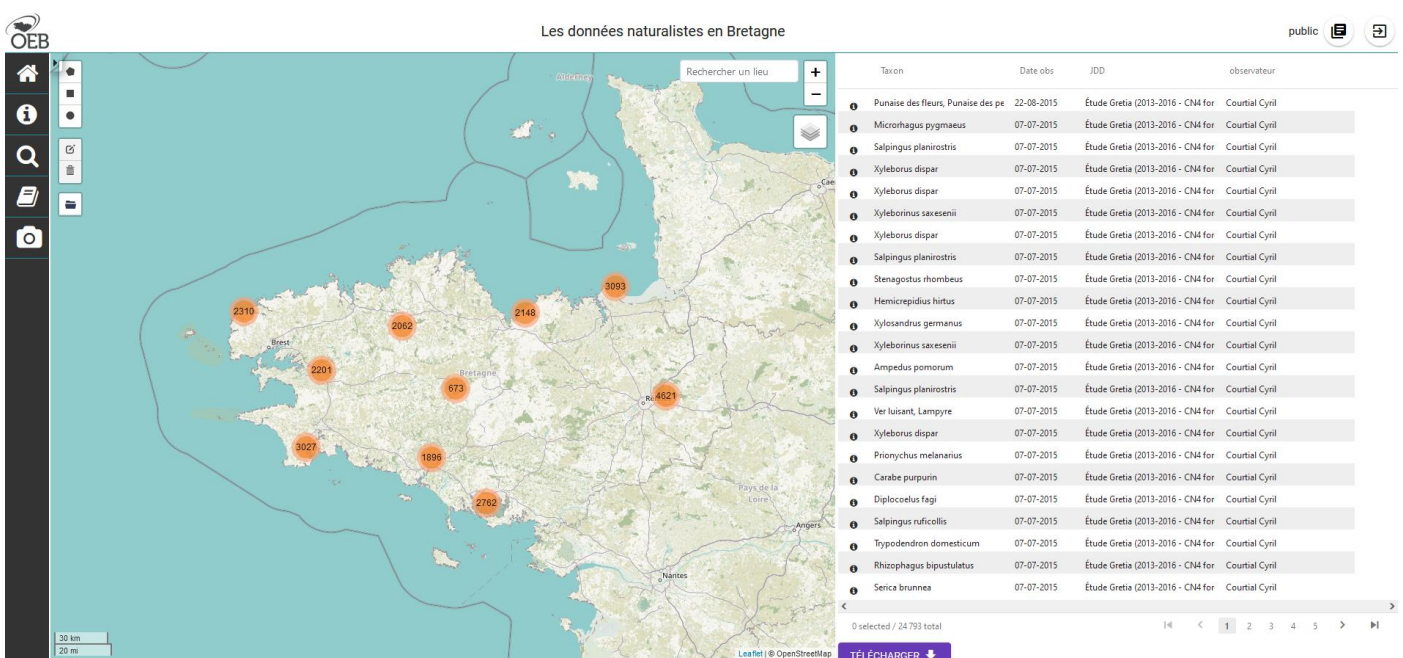 OEB
Les données naturalistes en Bretagne
public
Rechercher un lieu
+
−
Alderney
Cae
3093
2310
2148
2062
Brest
2201
Bretagne
673
Re
4621
3027
1896
Pays de la
Loire
2762
Angers
Nantes
30 km
20 mi
Leaflet | © OpenStreetMap
Taxon Date obs JDD observateur
Punaise des fleurs, Punaise des pe 22-08-2015 Étude Gretia (2013-2016 - CN4 for Courtial Cyril
Microrhagus pygmaeus 07-07-2015 Étude Gretia (2013-2016 - CN4 for Courtial Cyril
Salpingus planirostris 07-07-2015 Étude Gretia (2013-2016 - CN4 for Courtial Cyril
Xyleborus dispar 07-07-2015 Étude Gretia (2013-2016 - CN4 for Courtial Cyril
Xyleborus dispar 07-07-2015 Étude Gretia (2013-2016 - CN4 for Courtial Cyril
Xyleborinus saxesenii 07-07-2015 Étude Gretia (2013-2016 - CN4 for Courtial Cyril
Xyleborus dispar 07-07-2015 Étude Gretia (2013-2016 - CN4 for Courtial Cyril
Salpingus planirostris 07-07-2015 Étude Gretia (2013-2016 - CN4 for Courtial Cyril
Stenagostus rhombeus 07-07-2015 Étude Gretia (2013-2016 - CN4 for Courtial Cyril
Hemicrepidius hirtus 07-07-2015 Étude Gretia (2013-2016 - CN4 for Courtial Cyril
Xylosandrus germanus 07-07-2015 Étude Gretia (2013-2016 - CN4 for Courtial Cyril
Xyleborinus saxesenii 07-07-2015 Étude Gretia (2013-2016 - CN4 for Courtial Cyril
Ampedus pomorum 07-07-2015 Étude Gretia (2013-2016 - CN4 for Courtial Cyril
Salpingus planirostris 07-07-2015 Étude Gretia (2013-2016 - CN4 for Courtial Cyril
Ver luisant, Lampyre 07-07-2015 Étude Gretia (2013-2016 - CN4 for Courtial Cyril
Xyleborus dispar 07-07-2015 Étude Gretia (2013-2016 - CN4 for Courtial Cyril
Prionychus melanarius 07-07-2015 Étude Gretia (2013-2016 - CN4 for Courtial Cyril
Carabe purpurin 07-07-2015 Étude Gretia (2013-2016 - CN4 for Courtial Cyril
Diplocoelus fagi 07-07-2015 Étude Gretia (2013-2016 - CN4 for Courtial Cyril
Salpingus ruficollis 07-07-2015 Étude Gretia (2013-2016 - CN4 for Courtial Cyril
Trypodendron domesticum 07-07-2015 Étude Gretia (2013-2016 - CN4 for Courtial Cyril
Rhizophagus bipustulatus 07-07-2015 Étude Gretia (2013-2016 - CN4 for Courtial Cyril
Serica brunnea 07-07-2015 Étude Gretia (2013-2016 - CN4 for Courtial Cyril
0 selected / 24 793 total 1 2 3 4 5
TÉLÉCHARGER